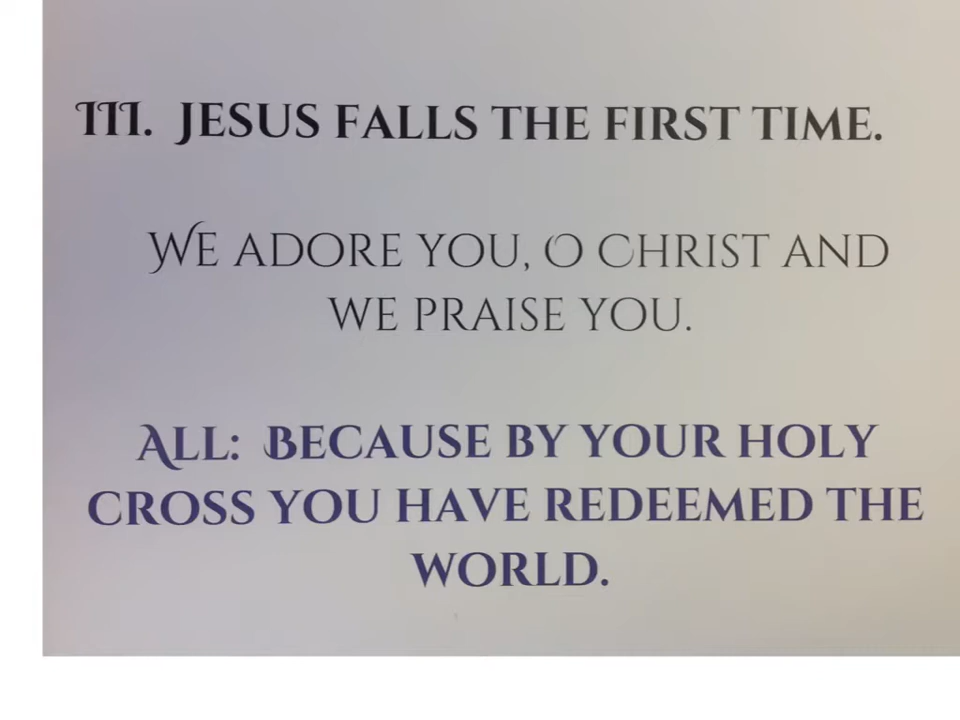 III. JESUS FALLS THE FIRST TIME.
WE ADORE YOU, O CHRIST AND
WE PRAISE YOU.
ALL: BECAUSE BY YOUR HOLY
CROSS YOU HAVE REDEEMED THE
WORLD.